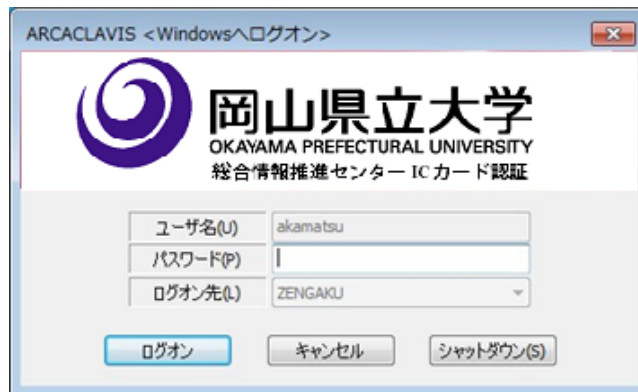 ARCACLAVIS <Windowsへログオン>
岡山県立大学
OKAYAMA PREFECTURAL UNIVERSITY
総合情報推進センター ICカード認証
ユーザ名(U) akamatsu
パスワード(P)
ログオン先(L) ZENGAKU
ログオン キャンセル シャットダウン(S)